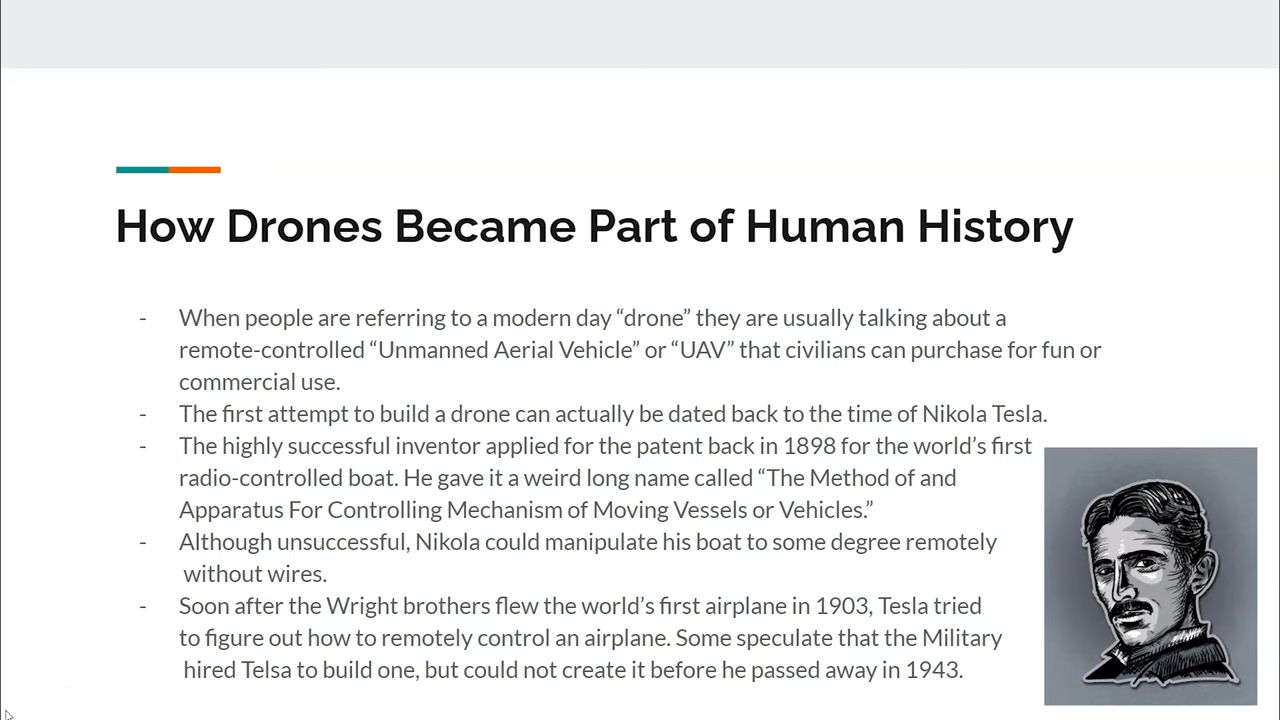 How Drones Became Part of Human History
- When people are referring to a modern day “drone” they are usually talking about a
remote-controlled “Unmanned Aerial Vehicle” or “UAV” that civilians can purchase for fun or
commercial use.
- The first attempt to build a drone can actually be dated back to the time of Nikola Tesla.
- The highly successful inventor applied for the patent back in 1898 for the world’s first
radio-controlled boat. He gave it a weird long name called “The Method of and
Apparatus For Controlling Mechanism of Moving Vessels or Vehicles.”
- Although unsuccessful, Nikola could manipulate his boat to some degree remotely
without wires.
- Soon after the Wright brothers flew the world’s first airplane in 1903, Tesla tried
to figure out how to remotely control an airplane. Some speculate that the Military
hired Telsa to build one, but could not create it before he passed away in 1943.